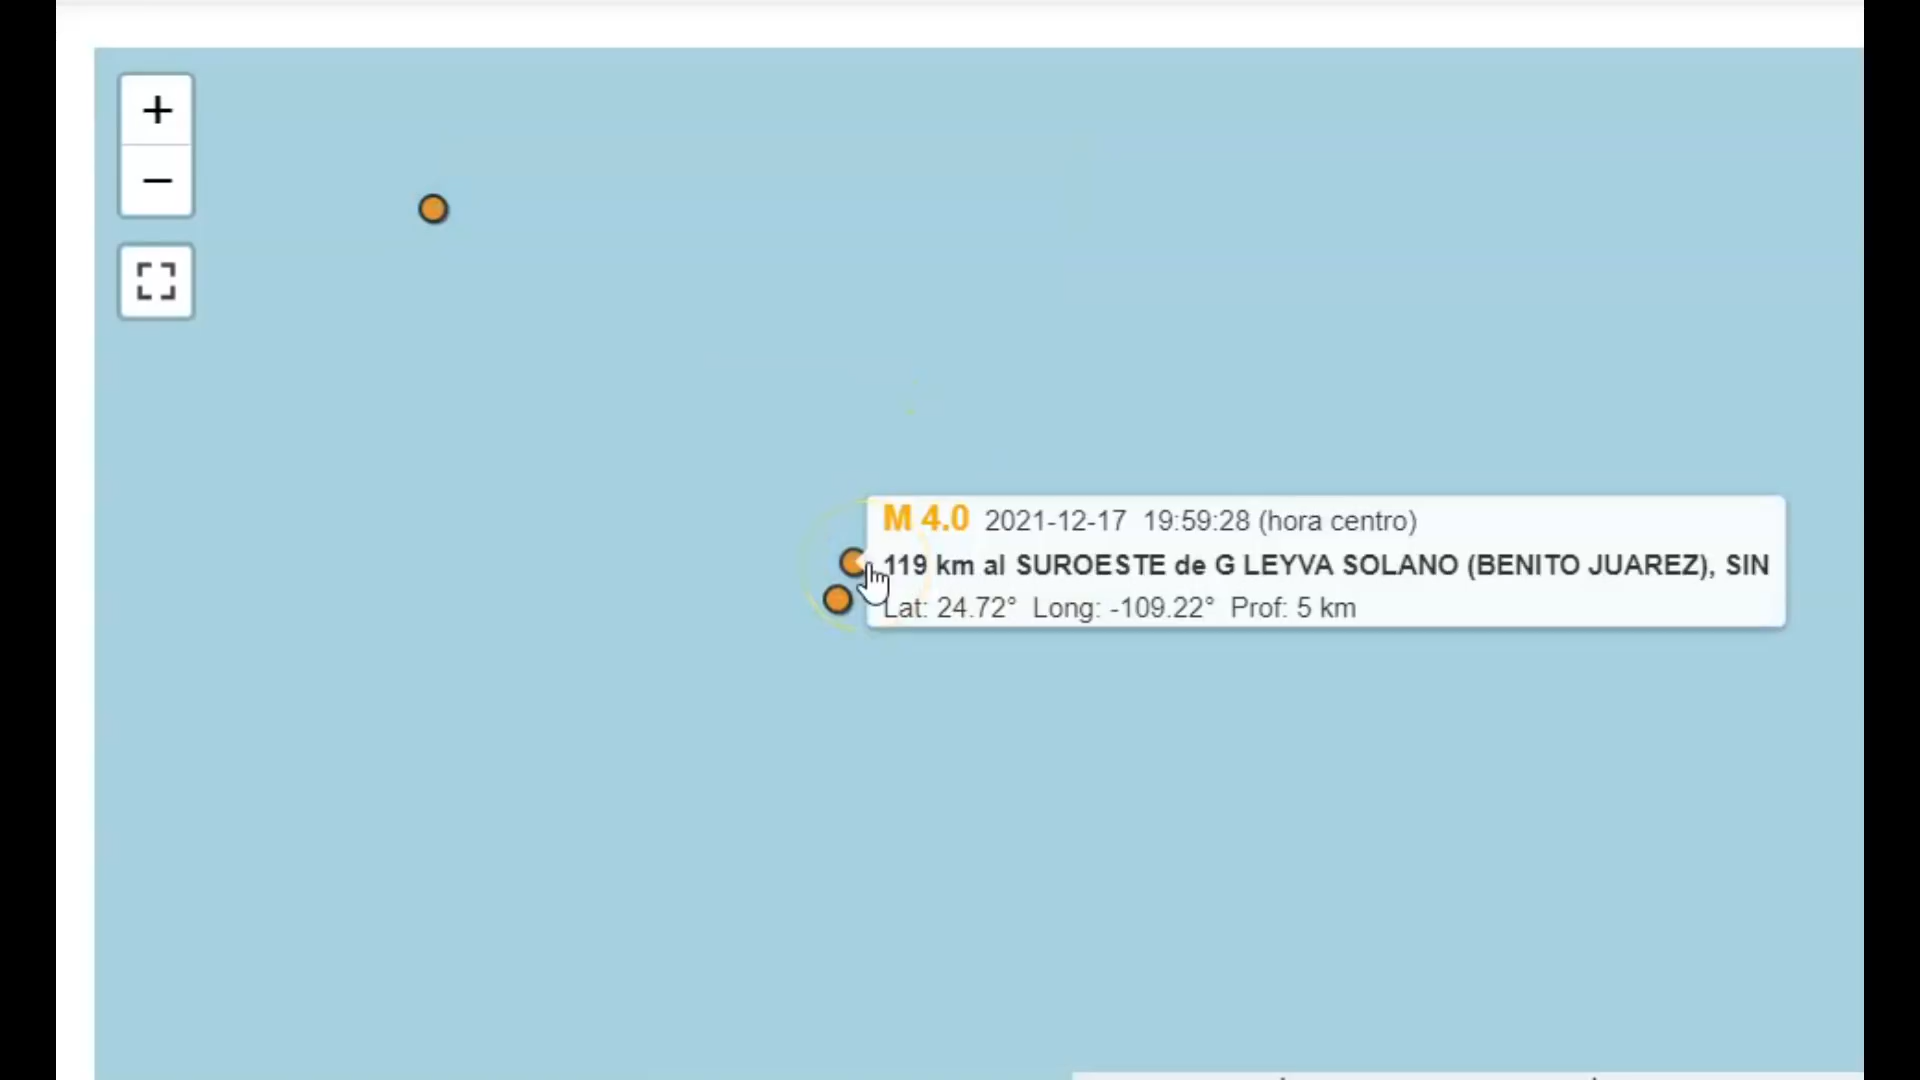 +
−
M 4.0 2021-12-17 19:59:28 (hora centro)
119 km al SUROESTE de G LEYVA SOLANO (BENITO JUAREZ), SIN
Lat: 24.72° Long: -109.22° Prof: 5 km